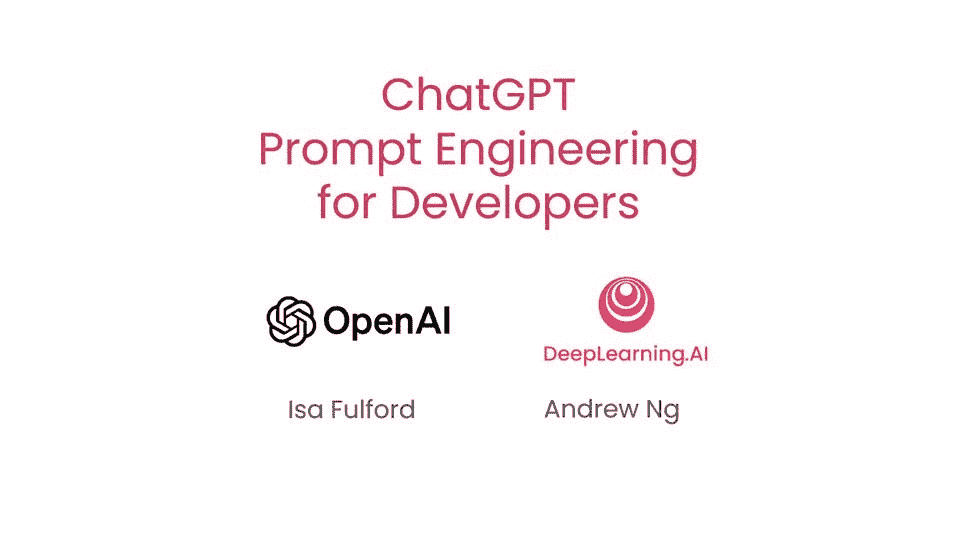 ChatGPT
Prompt Engineering
for Developers
OpenAI
DeepLearning.AI
Isa Fulford
Andrew Ng